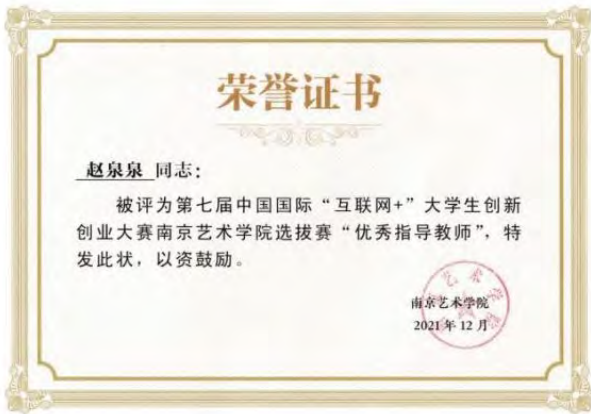 荣誉证书
赵泉泉 同志：
被评为第七届中国国际“互联网+”大学生创新
创业大赛南京艺术学院选拔赛“优秀指导教师”，特
发此状，以资鼓励。
南京艺术学院
2021年12月